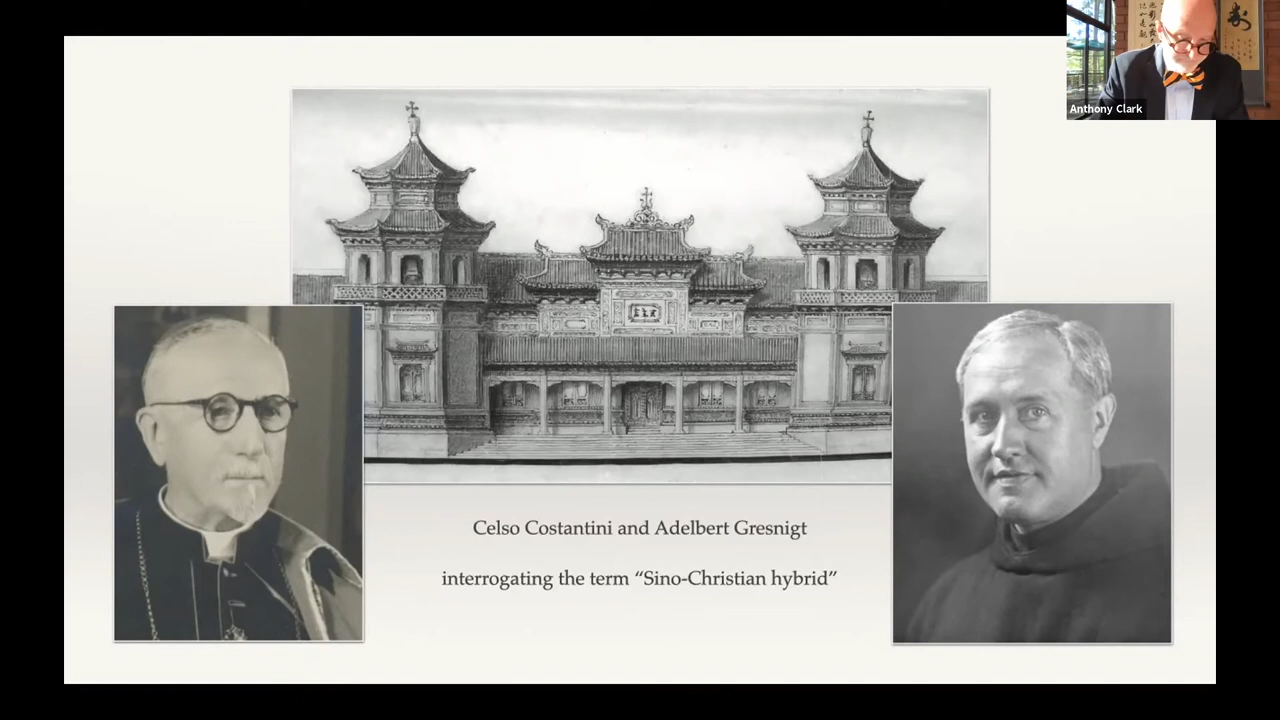 Anthony Clark
Celso Costantini and Adelbert Gresnigt
interrogating the term “Sino-Christian hybrid”